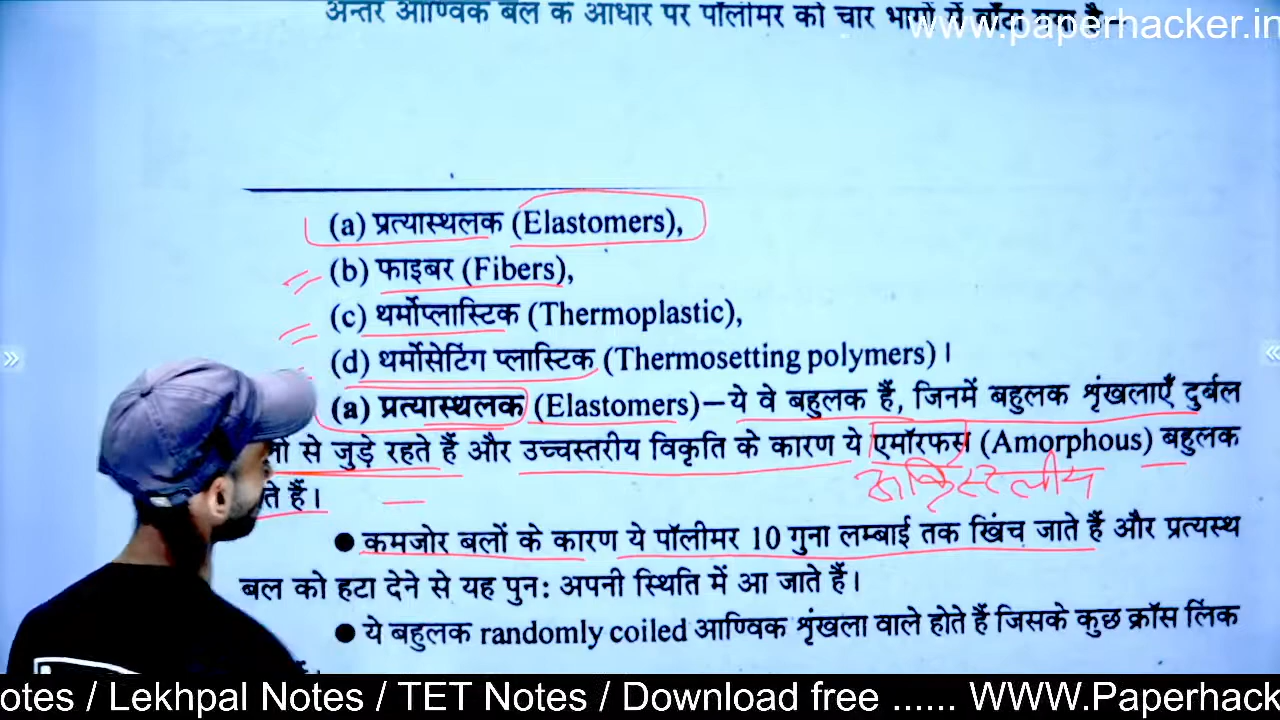 अन्तर आण्विक बल के आधार पर पॉलीमर को चार भागों में बाँटा गया है—
www.paperhacker.in
(a) प्रत्यास्थलक (Elastomers),
(b) फाइबर (Fibers),
(c) थर्मोप्लास्टिक (Thermoplastic),
(d) थर्मोसेटिंग प्लास्टिक (Thermosetting polymers)।
(a) प्रत्यास्थलक (Elastomers)—ये वे बहुलक हैं, जिनमें बहुलक शृंखलाएँ दुर्बल
से जुड़े रहते हैं और उच्चस्तरीय विकृति के कारण ये एमॉरफस (Amorphous) बहुलक
अक्रिस्टलीय
हैं।
● कमजोर बलों के कारण ये पॉलीमर 10 गुना लम्बाई तक खिंच जाते हैं और प्रत्यस्थ
बल को हटा देने से यह पुन: अपनी स्थिति में आ जाते हैं।
● ये बहुलक randomly coiled आण्विक शृंखला वाले होते हैं जिसके कुछ क्रॉस लिंक
otes / Lekhpal Notes / TET Notes / Download free ...... WWW.Paperhack